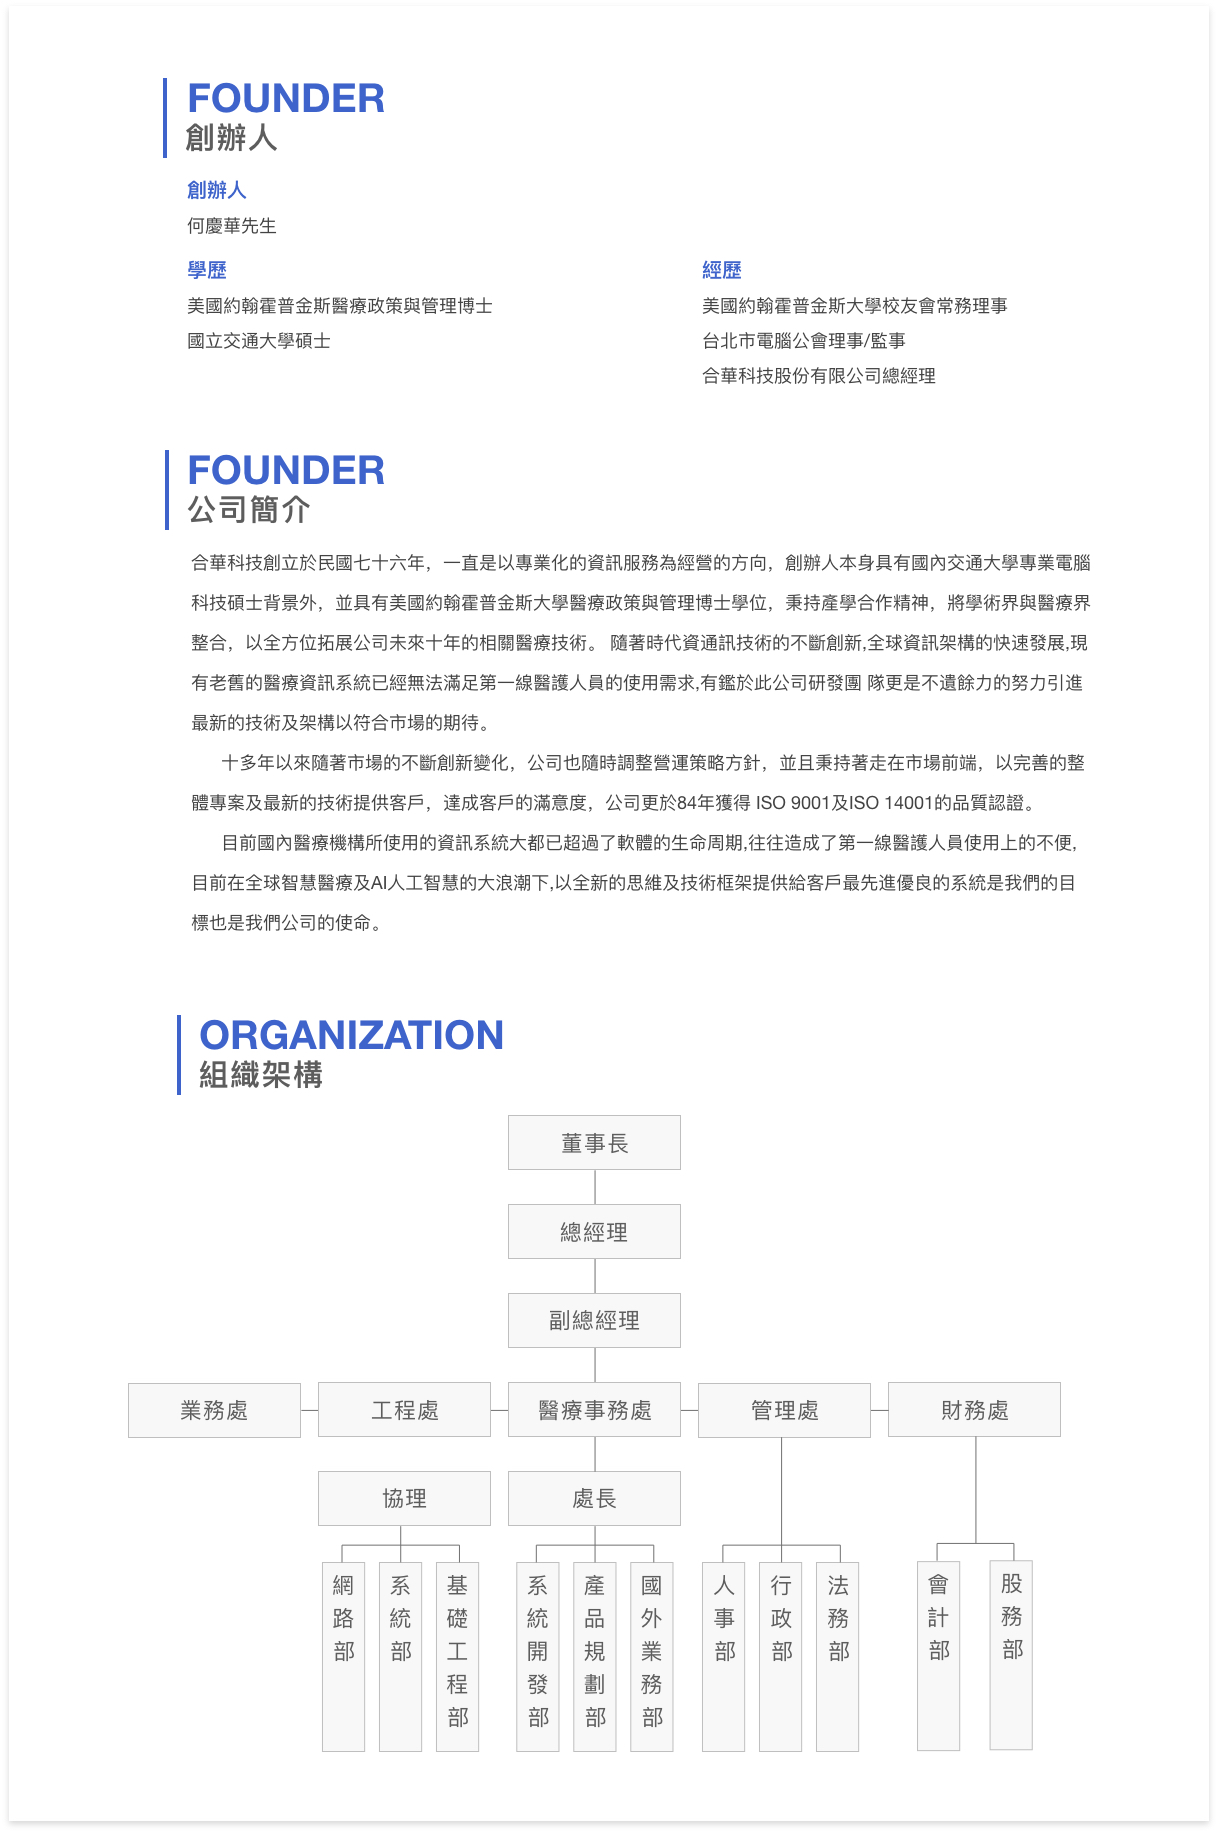 FOUNDER
創辦人
創辦人
何慶華先生
學歷
美國約翰霍普金斯醫療政策與管理博士
國立交通大學碩士
經歷
美國約翰霍普金斯大學校友會常務理事
台北市電腦公會理事/監事
合華科技股份有限公司總經理
FOUNDER
公司簡介
合華科技創立於民國七十六年，一直是以專業化的資訊服務為經營的方向，創辦人本身具有國內交通大學專業電腦
科技碩士背景外，並具有美國約翰霍普金斯大學醫療政策與管理博士學位，秉持產學合作精神，將學術界與醫療界
整合，以全方位拓展公司未來十年的相關醫療技術。 隨著時代資通訊技術的不斷創新,全球資訊架構的快速發展,現
有老舊的醫療資訊系統已經無法滿足第一線醫護人員的使用需求,有鑑於此公司研發團 隊更是不遺餘力的努力引進
最新的技術及架構以符合市場的期待。
十多年以來隨著市場的不斷創新變化，公司也隨時調整營運策略方針，並且秉持著走在市場前端，以完善的整
體專案及最新的技術提供客戶，達成客戶的滿意度，公司更於84年獲得 ISO 9001及ISO 14001的品質認證。
目前國內醫療機構所使用的資訊系統大都已超過了軟體的生命周期,往往造成了第一線醫護人員使用上的不便,
目前在全球智慧醫療及AI人工智慧的大浪潮下,以全新的思維及技術框架提供給客戶最先進優良的系統是我們的目
標也是我們公司的使命。
ORGANIZATION
組織架構
董事長
總經理
副總經理
業務處
工程處
醫療事務處
管理處
財務處
協理
處長
網路部
系統部
基礎工程部
系統開發部
產品規劃部
國外業務部
人事部
行政部
法務部
會計部
股務部